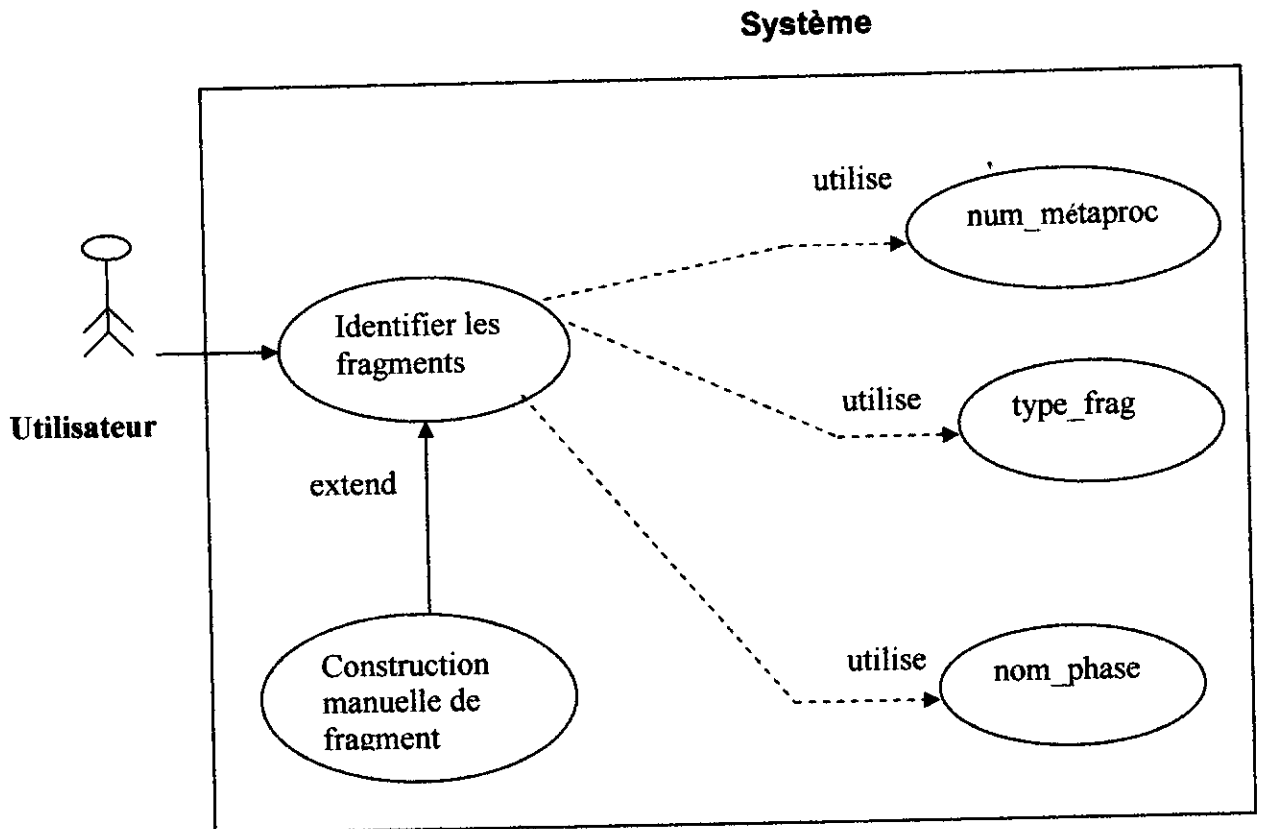 Système
utilise
num_métaproc
Identifier les
fragments
utilise
type_frag
Utilisateur
extend
Construction
manuelle de
fragment
utilise
nom_phase